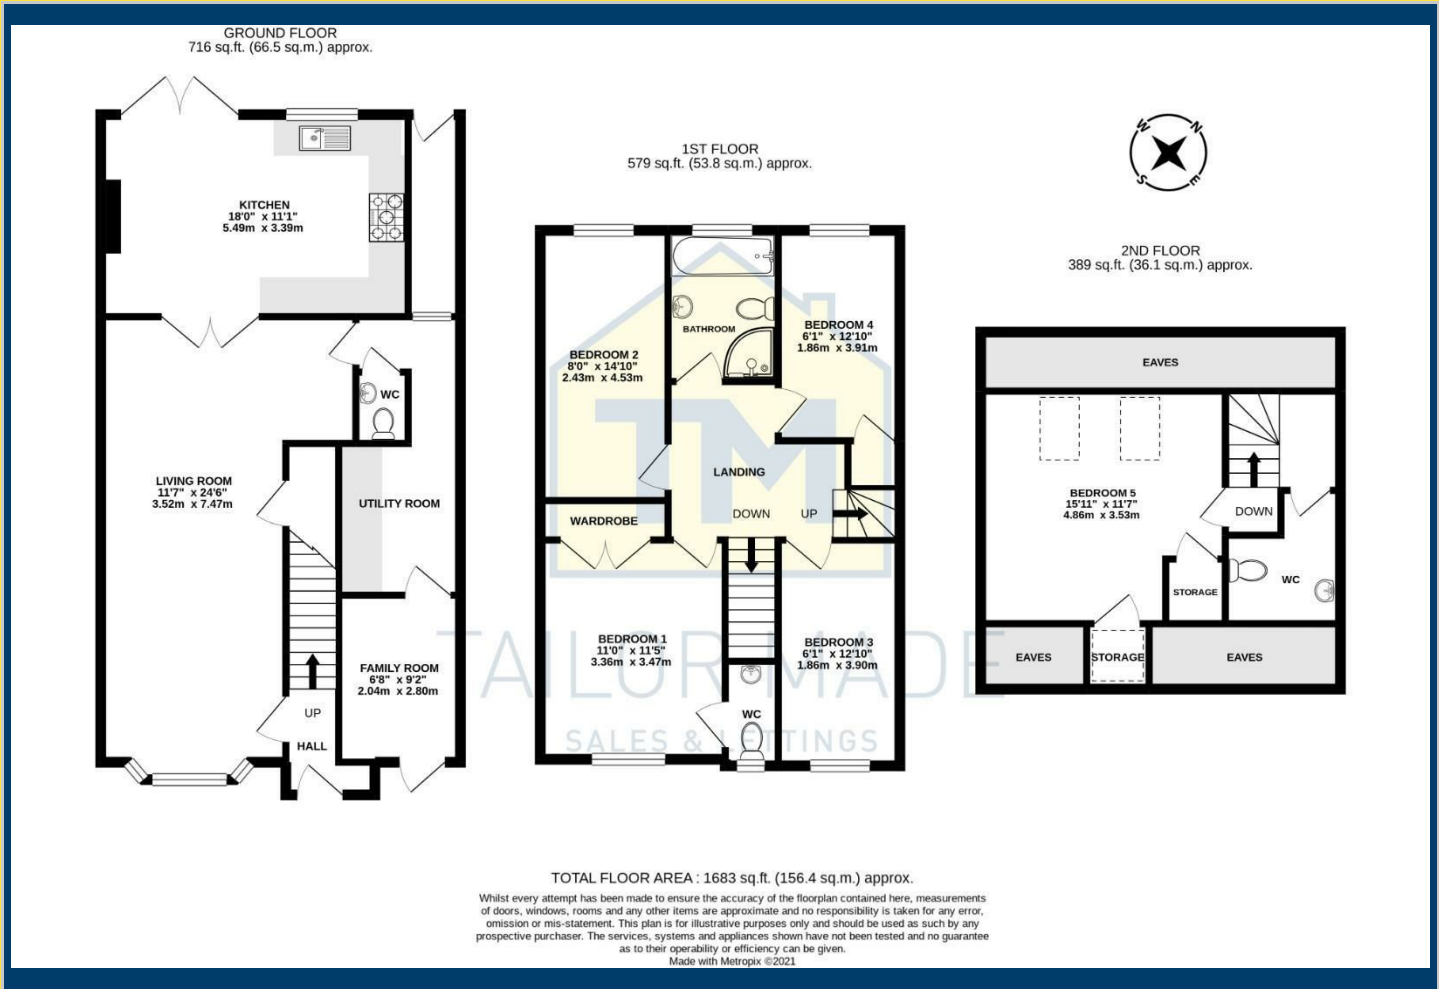 GROUND FLOOR
716 sq.ft. (66.5 sq.m.) approx.
KITCHEN
18'0" x 11'1"
5.49m x 3.39m
WC
LIVING ROOM
11'7" x 24'6"
3.52m x 7.47m
UTILITY ROOM
FAMILY ROOM
6'8" x 9'2"
2.04m x 2.80m
UP
HALL
1ST FLOOR
579 sq.ft. (53.8 sq.m.) approx.
BATHROOM
BEDROOM 4
6'1" x 12'10"
1.86m x 3.91m
BEDROOM 2
8'0" x 14'10"
2.43m x 4.53m
TM
LANDING
DOWN UP
WARDROBE
BEDROOM 1
11'0" x 11'5"
3.36m x 3.47m
BEDROOM 3
6'1" x 12'10"
1.86m x 3.90m
WC
TAILOR MADE
SALES & LETTINGS
W N
S E
2ND FLOOR
389 sq.ft. (36.1 sq.m.) approx.
EAVES
BEDROOM 5
15'11" x 11'7"
4.86m x 3.53m
DOWN
WC
STORAGE
EAVES STORAGE EAVES
TOTAL FLOOR AREA : 1683 sq.ft. (156.4 sq.m.) approx.
Whilst every attempt has been made to ensure the accuracy of the floorplan contained here, measurements
of doors, windows, rooms and any other items are approximate and no responsibility is taken for any error,
omission or mis-statement. This plan is for illustrative purposes only and should be used as such by any
prospective purchaser. The services, systems and appliances shown have not been tested and no guarantee
as to their operability or efficiency can be given.
Made with Metropix ©2021